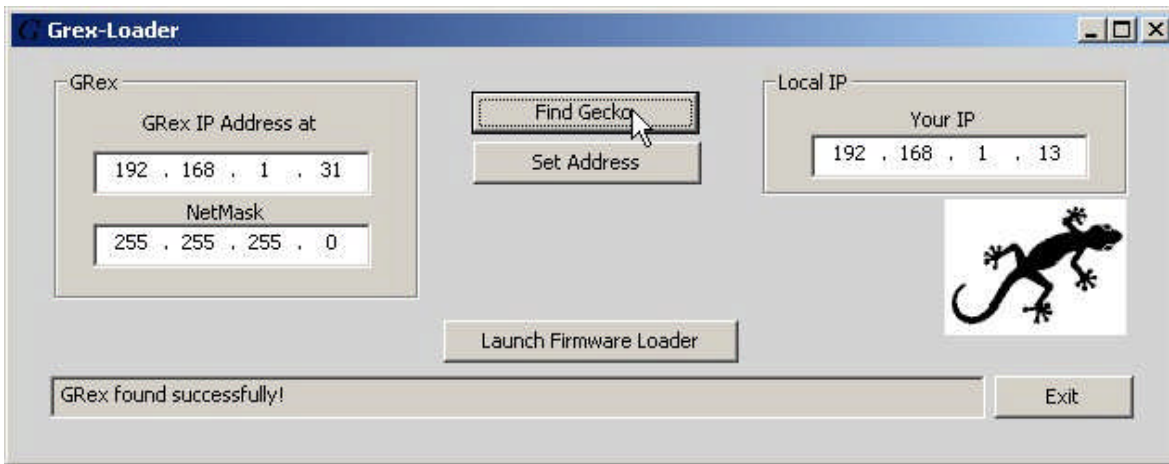 G Grex-Loader
GRex
GRex IP Address at
192 . 168 . 1 . 31
NetMask
255 . 255 . 255 . 0
Find Gecko
Set Address
Local IP
Your IP
192 . 168 . 1 . 13
Launch Firmware Loader
GRex found successfully!
Exit